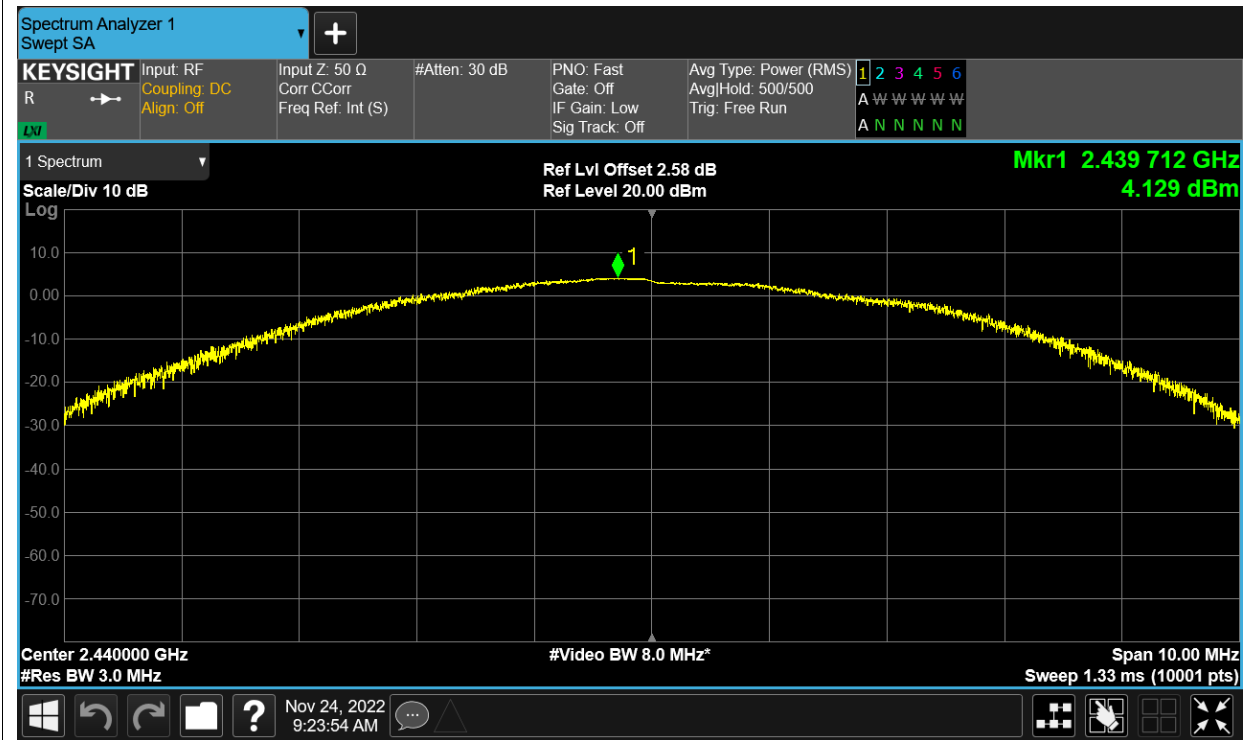 Spectrum Analyzer 1
Swept SA
KEYSIGHT
R
LXI
Input: RF
Coupling: DC
Align: Off
Input Z: 50 Ω
Corr CCorr
Freq Ref: Int (S)
#Atten: 30 dB
PNO: Fast
Gate: Off
IF Gain: Low
Sig Track: Off
Avg Type: Power (RMS)
Avg|Hold: 500/500
Trig: Free Run
1 2 3 4 5 6
A W W W W W
A N N N N N
1 Spectrum
Scale/Div 10 dB
Ref Lvl Offset 2.58 dB
Ref Level 20.00 dBm
Mkr1 2.439 712 GHz
4.129 dBm
Log
10.0
0.00
-10.0
-20.0
-30.0
-40.0
-50.0
-60.0
-70.0
1
Center 2.440000 GHz
#Res BW 3.0 MHz
#Video BW 8.0 MHz*
Span 10.00 MHz
Sweep 1.33 ms (10001 pts)
?
Nov 24, 2022
9:23:54 AM